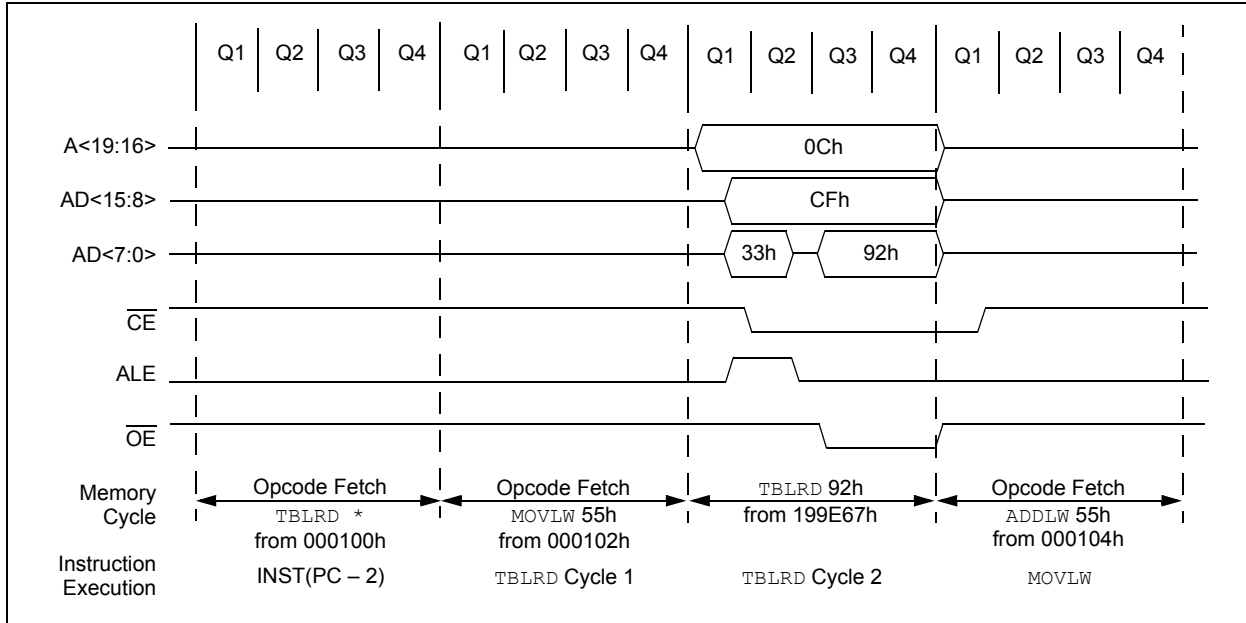 Q1 Q2 Q3 Q4 Q1 Q2 Q3 Q4 Q1 Q2 Q3 Q4 Q1 Q2 Q3 Q4
A<19:16> 0Ch
AD<15:8> CFh
AD<7:0> 33h 92h
CE
ALE
OE
Memory Cycle
Opcode Fetch
TBLRD *
from 000100h
Opcode Fetch
MOVLW 55h
from 000102h
TBLRD 92h
from 199E67h
Opcode Fetch
ADDLW 55h
from 000104h
Instruction Execution
INST(PC – 2)
TBLRD Cycle 1
TBLRD Cycle 2
MOVLW